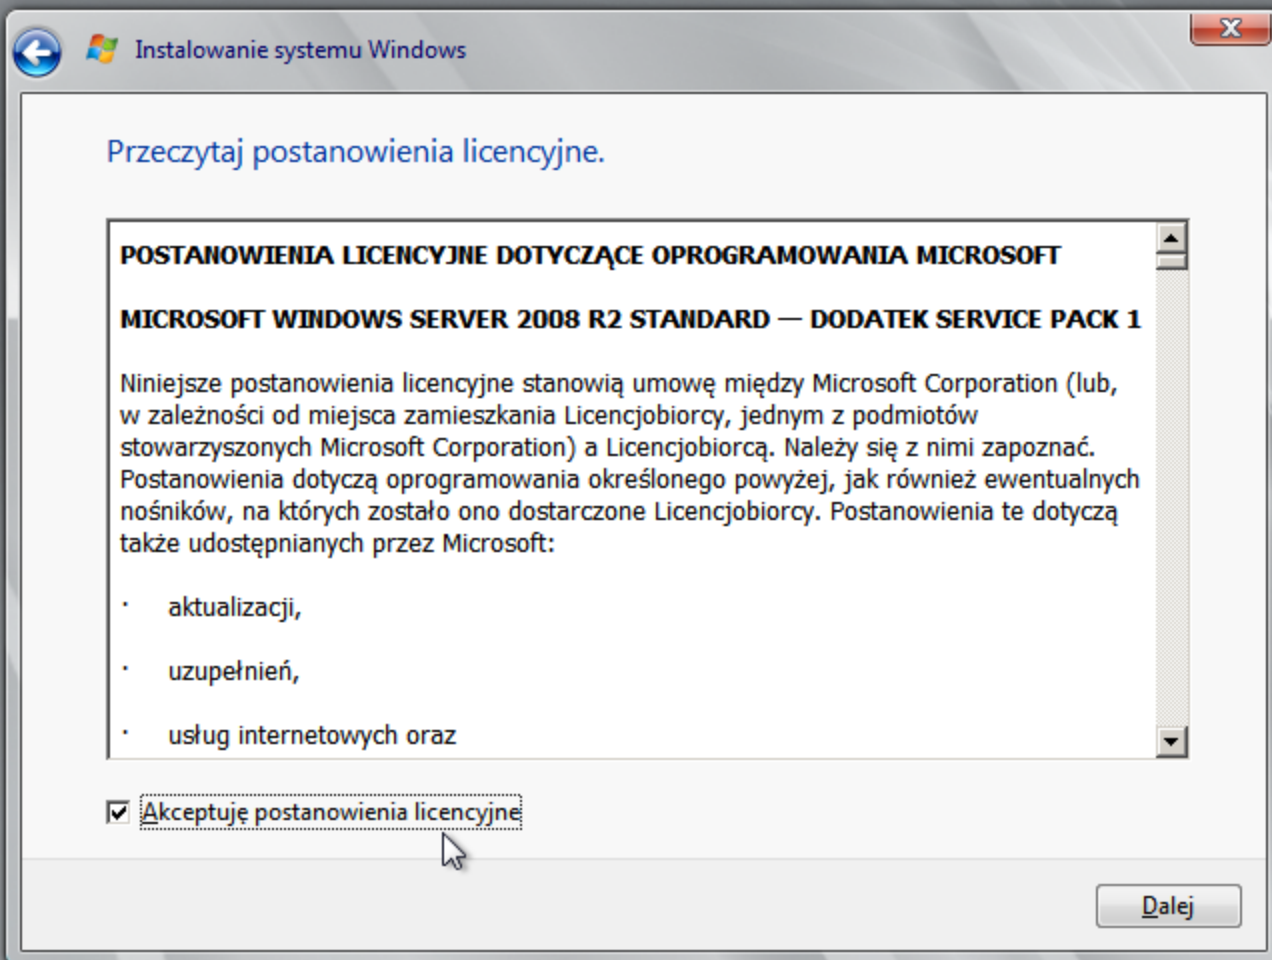 Instalowanie systemu Windows
Przeczytaj postanowienia licencyjne.
POSTANOWIENIA LICENCYJNE DOTYCZĄCE OPROGRAMOWANIA MICROSOFT
MICROSOFT WINDOWS SERVER 2008 R2 STANDARD — DODATEK SERVICE PACK 1
Niniejsze postanowienia licencyjne stanowią umowę między Microsoft Corporation (lub,
w zależności od miejsca zamieszkania Licencjobiorcy, jednym z podmiotów
stowarzyszonych Microsoft Corporation) a Licencjobiorcą. Należy się z nimi zapoznać.
Postanowienia dotyczą oprogramowania określonego powyżej, jak również ewentualnych
nośników, na których zostało ono dostarczone Licencjobiorcy. Postanowienia te dotyczą
także udostępnianych przez Microsoft:
· aktualizacji,
· uzupełnień,
· usług internetowych oraz
Akceptuję postanowienia licencyjne
Dalej